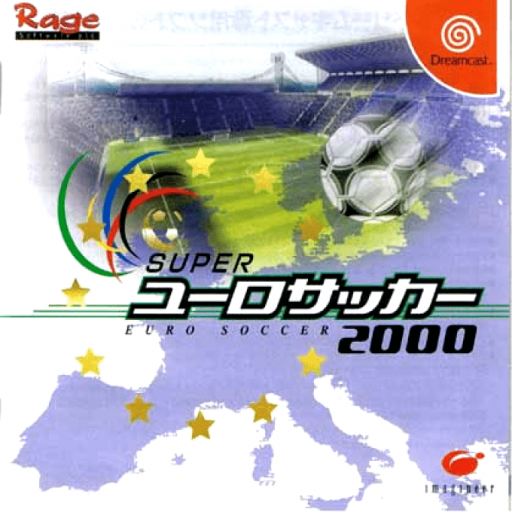 Rage
Software plc
Dreamcast
SUPER
ユーロサッカー
EURO SOCCER
2000
imagineer